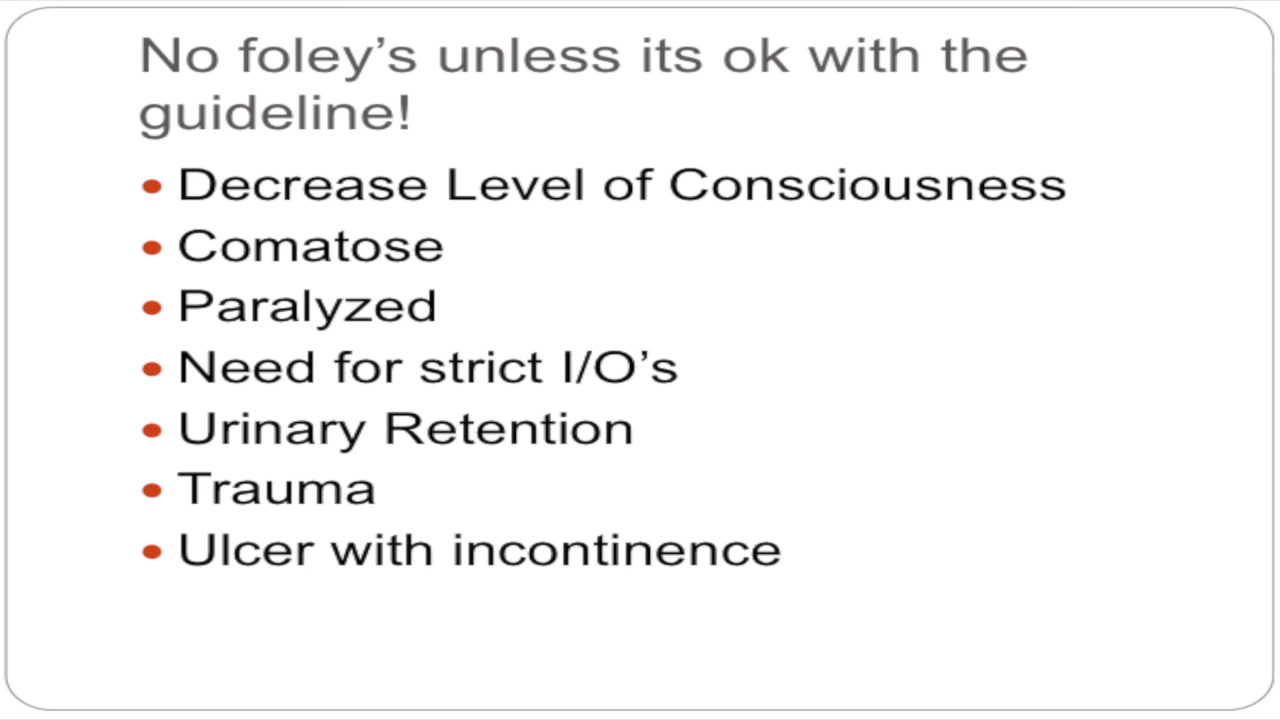 No foley’s unless its ok with the
guideline!
Decrease Level of Consciousness
Comatose
Paralyzed
Need for strict I/O’s
Urinary Retention
Trauma
Ulcer with incontinence